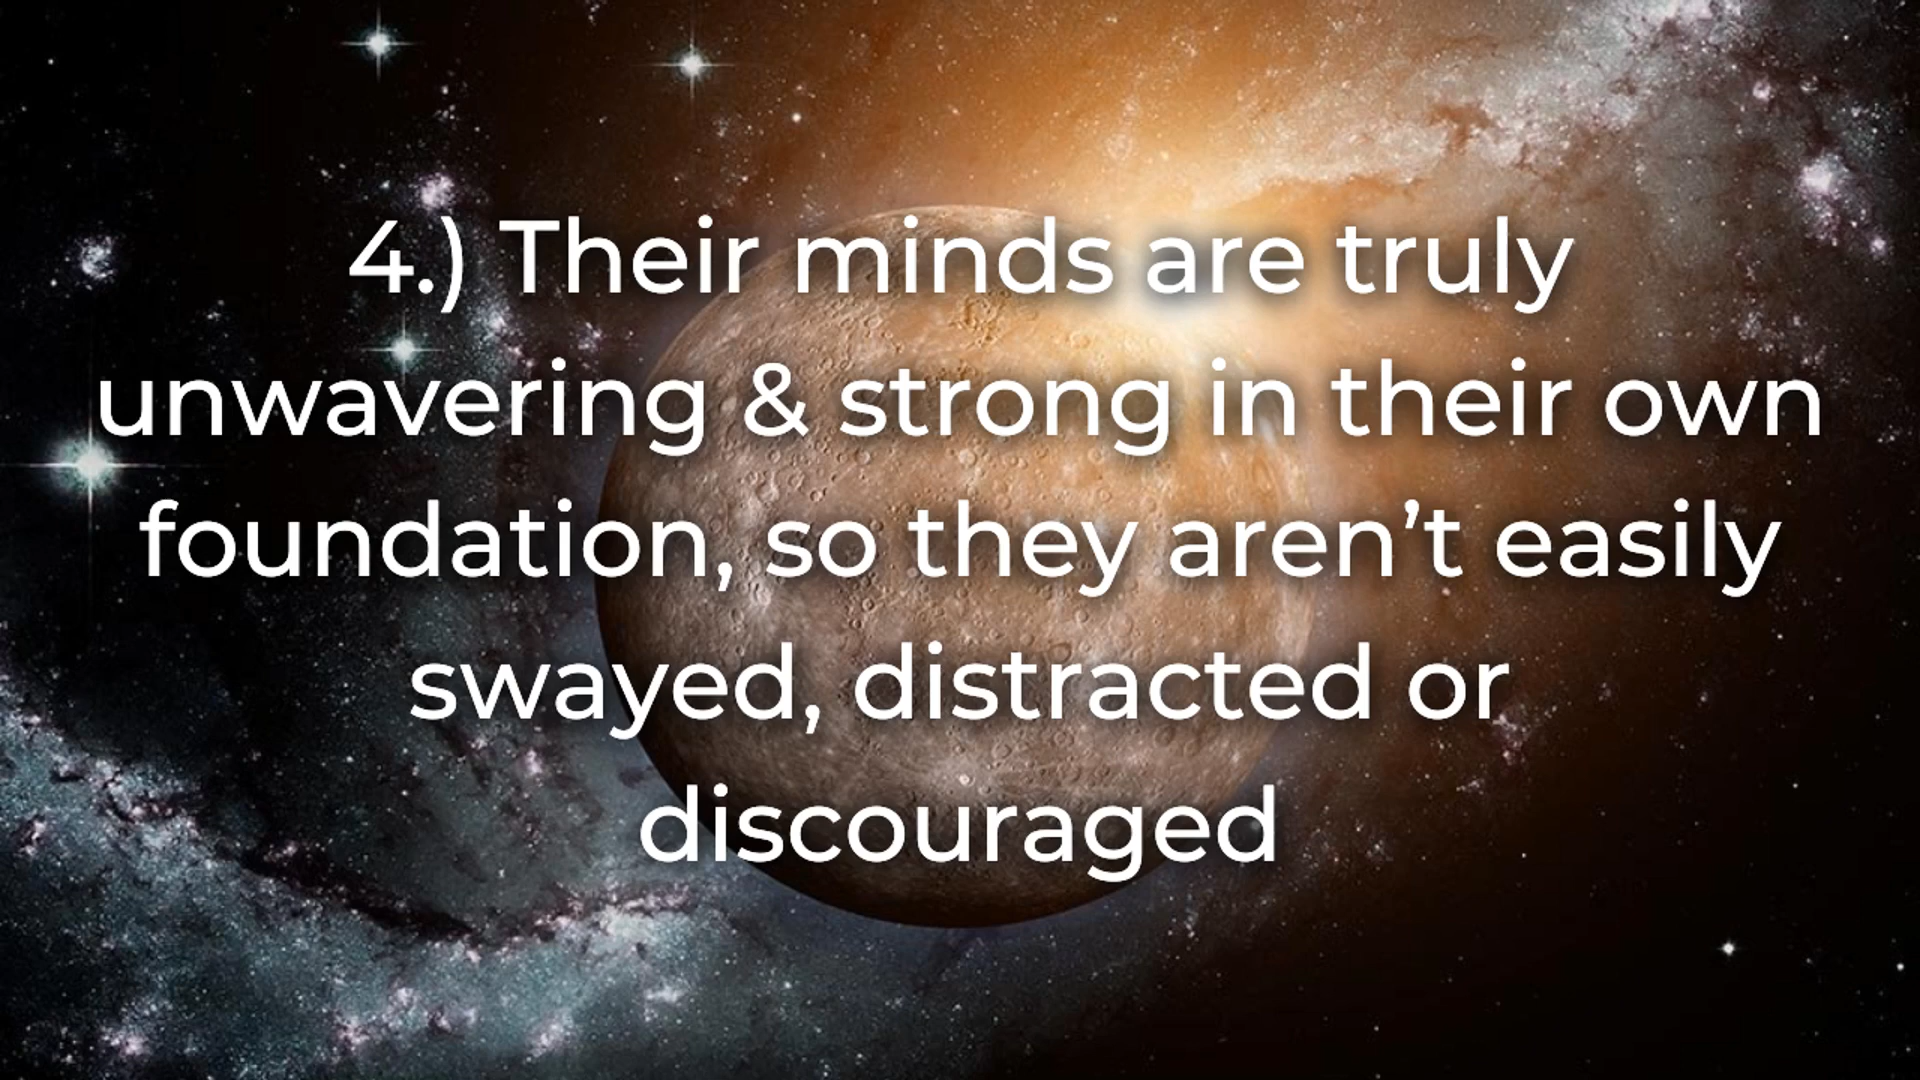 4.) Their minds are truly
unwavering & strong in their own
foundation, so they aren’t easily
swayed, distracted or
discouraged